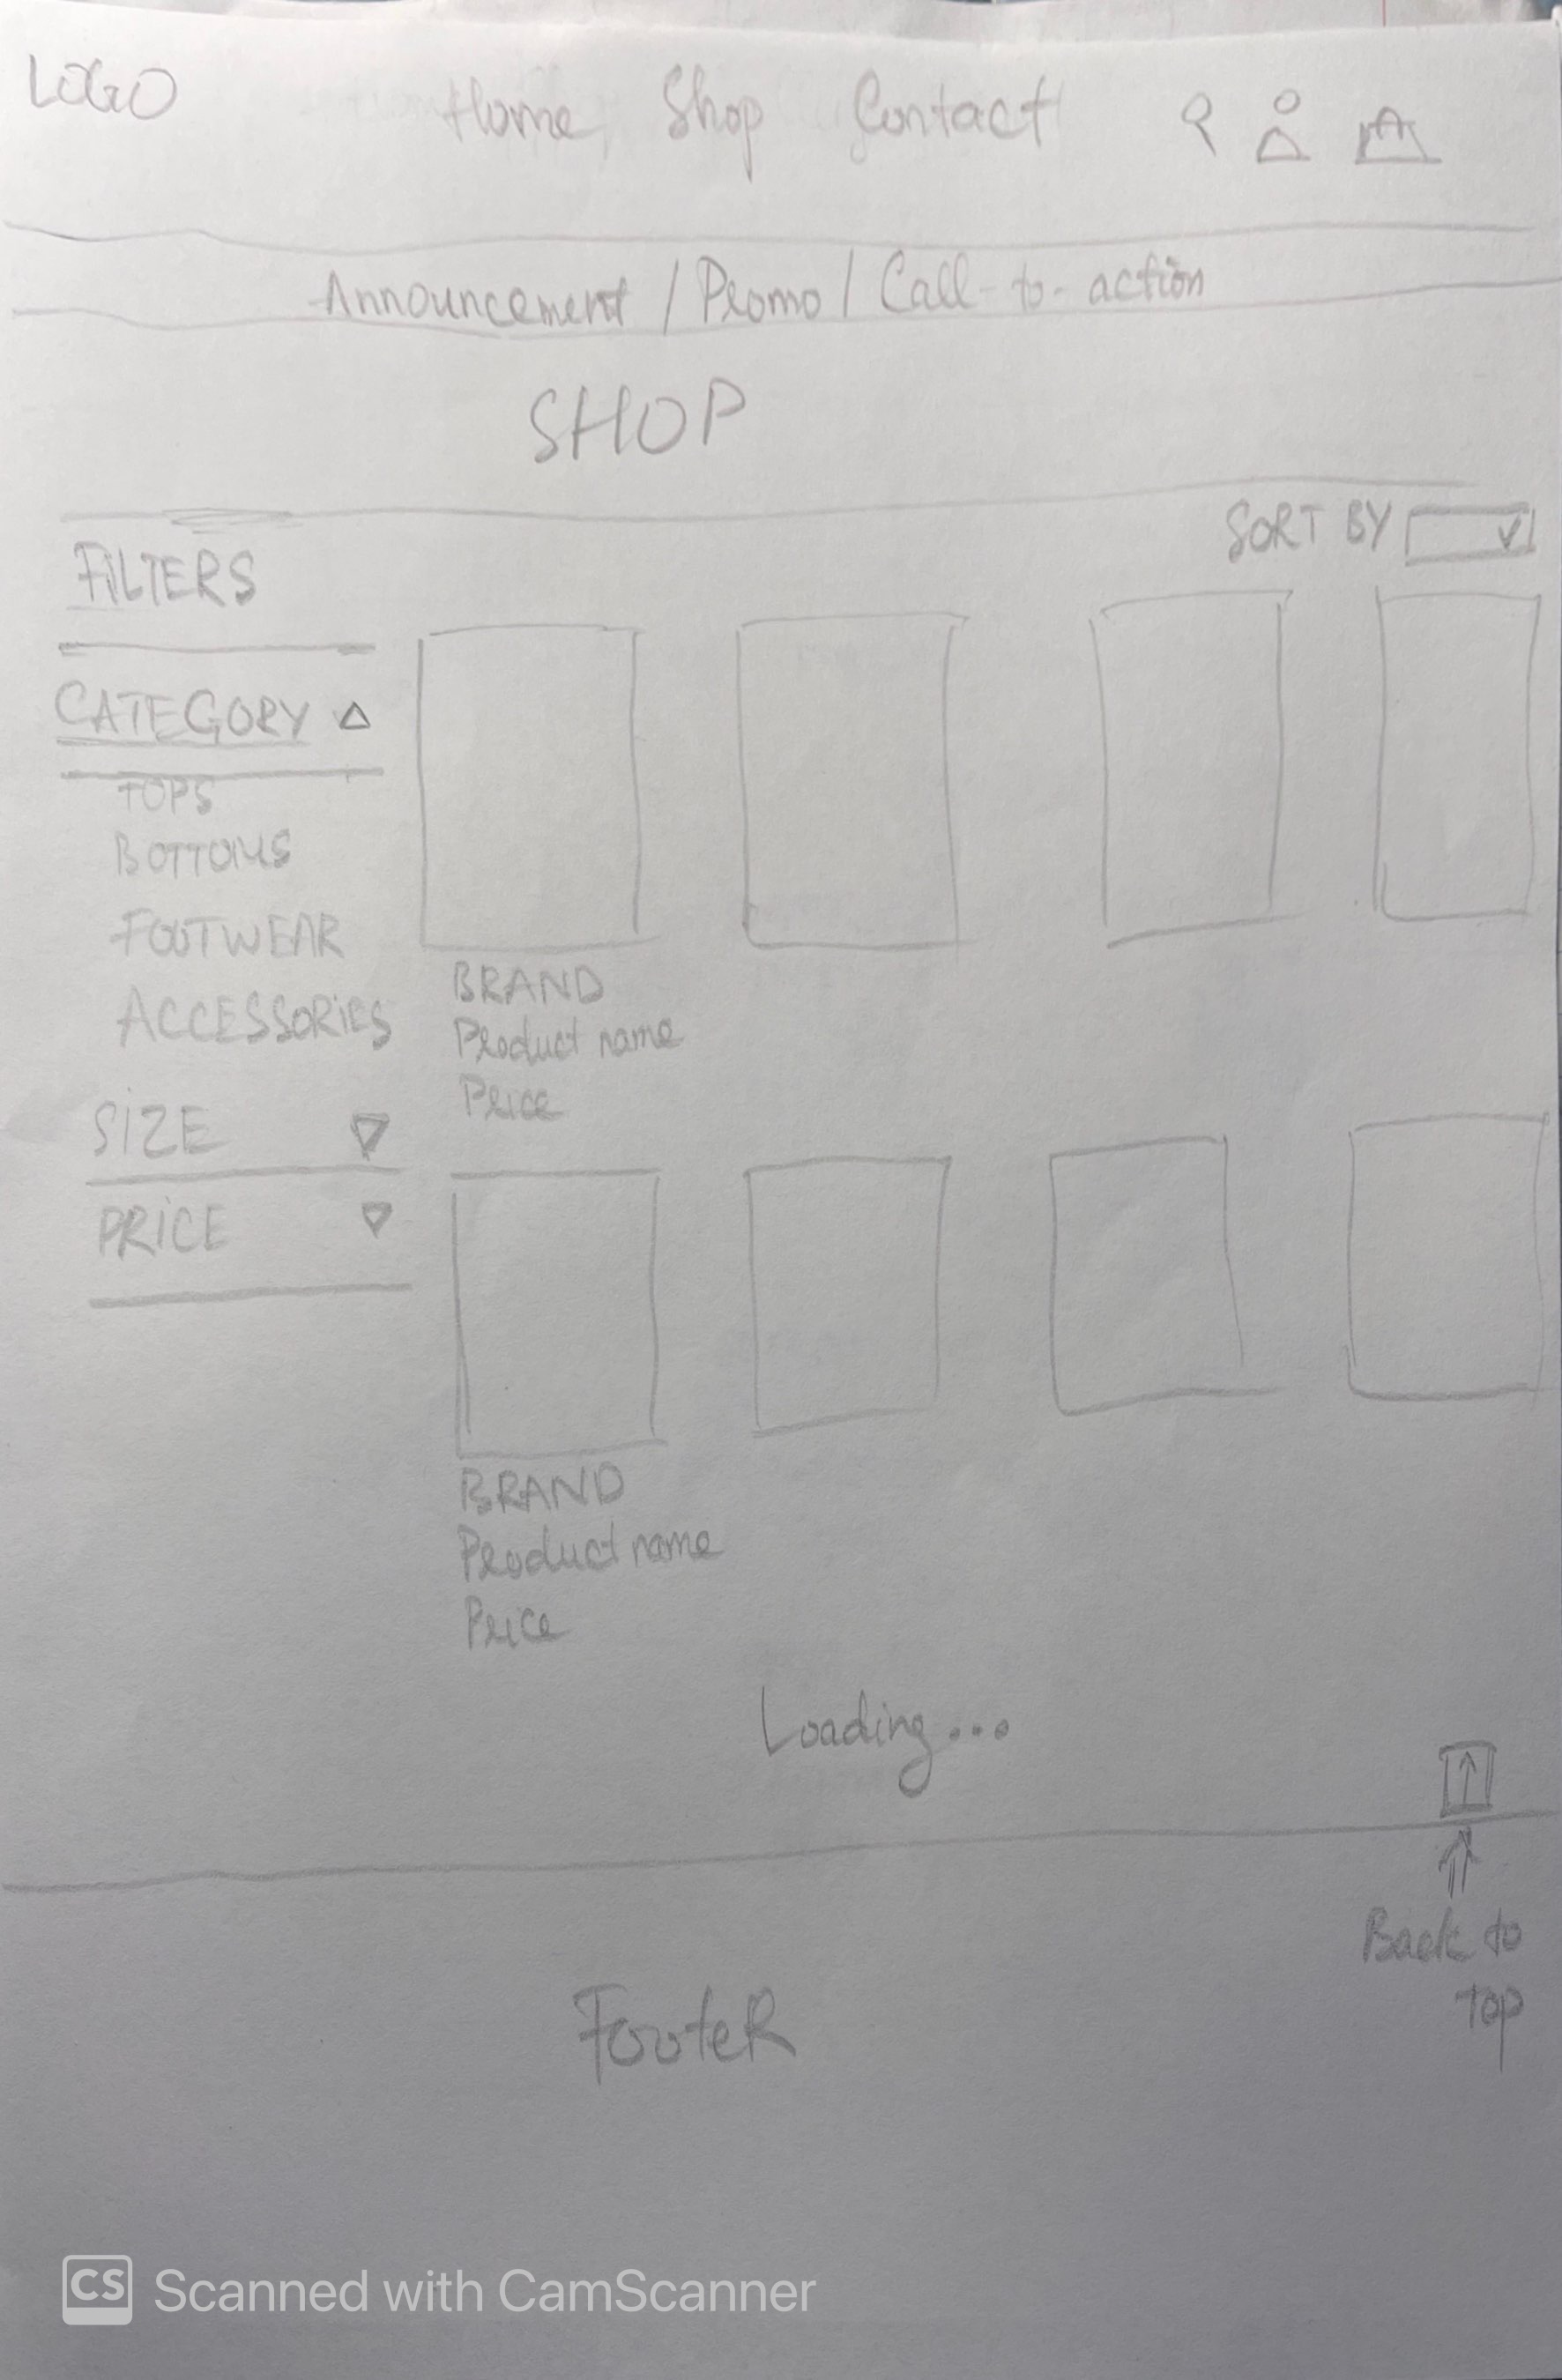 LOGO Home Shop Contact
Announcement / Promo / Call-to-action
SHOP
SORT BY
FILTERS
CATEGORY
TOPS
BOTTOMS
FOOTWEAR
ACCESSORIES
SIZE
PRICE
BRAND
Product name
Price
BRAND
Product name
Price
Loading...
Back to
Top
FooteR
CS Scanned with CamScanner